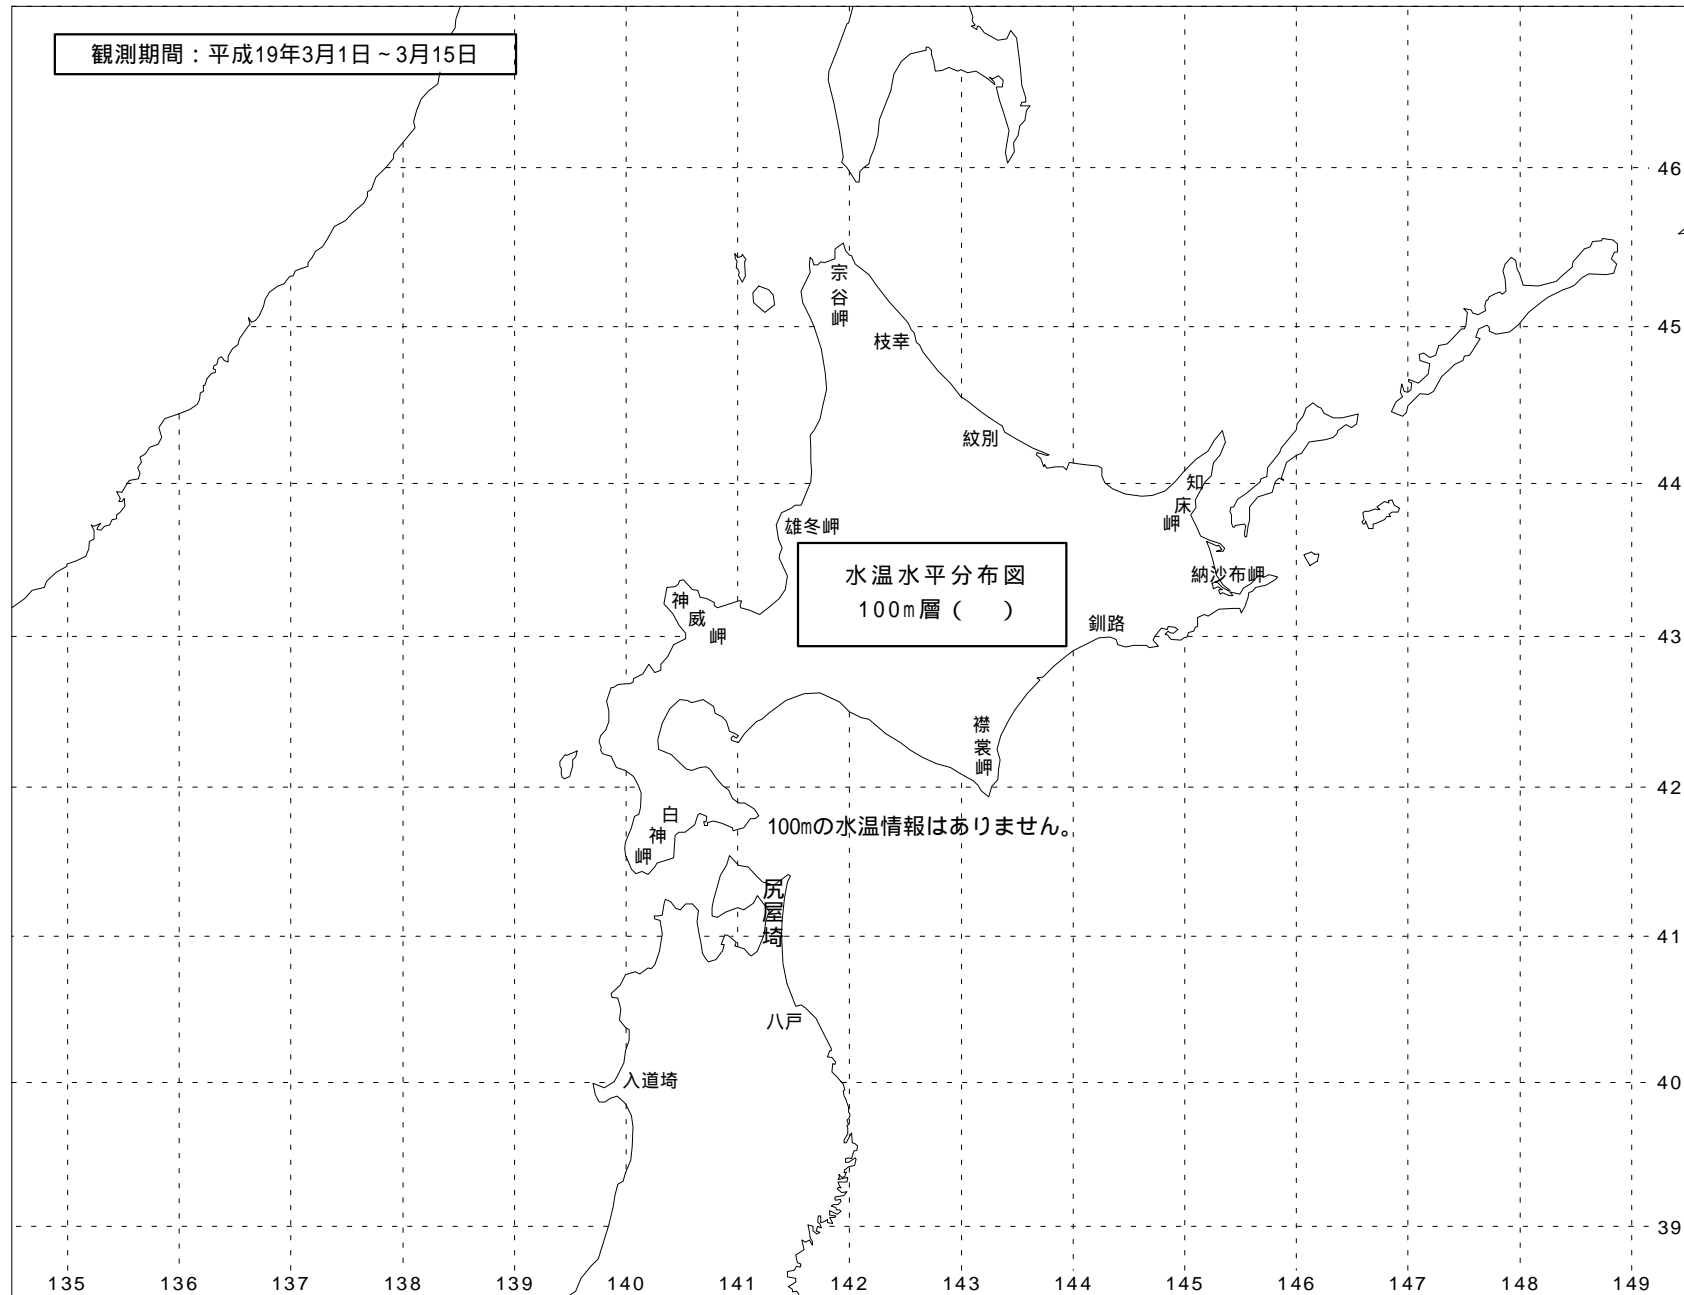 観測期間：平成19年3月1日～3月15日
46
宗谷岬
45
枝幸
紋別
44
知床岬
雄冬岬
水温水平分布図
100m層（　）
納沙布岬
神威岬
釧路
43
襟裳岬
42
白神岬
100mの水温情報はありません。
尻屋埼
41
八戸
入道埼
40
39
135 136 137 138 139 140 141 142 143 144 145 146 147 148 149